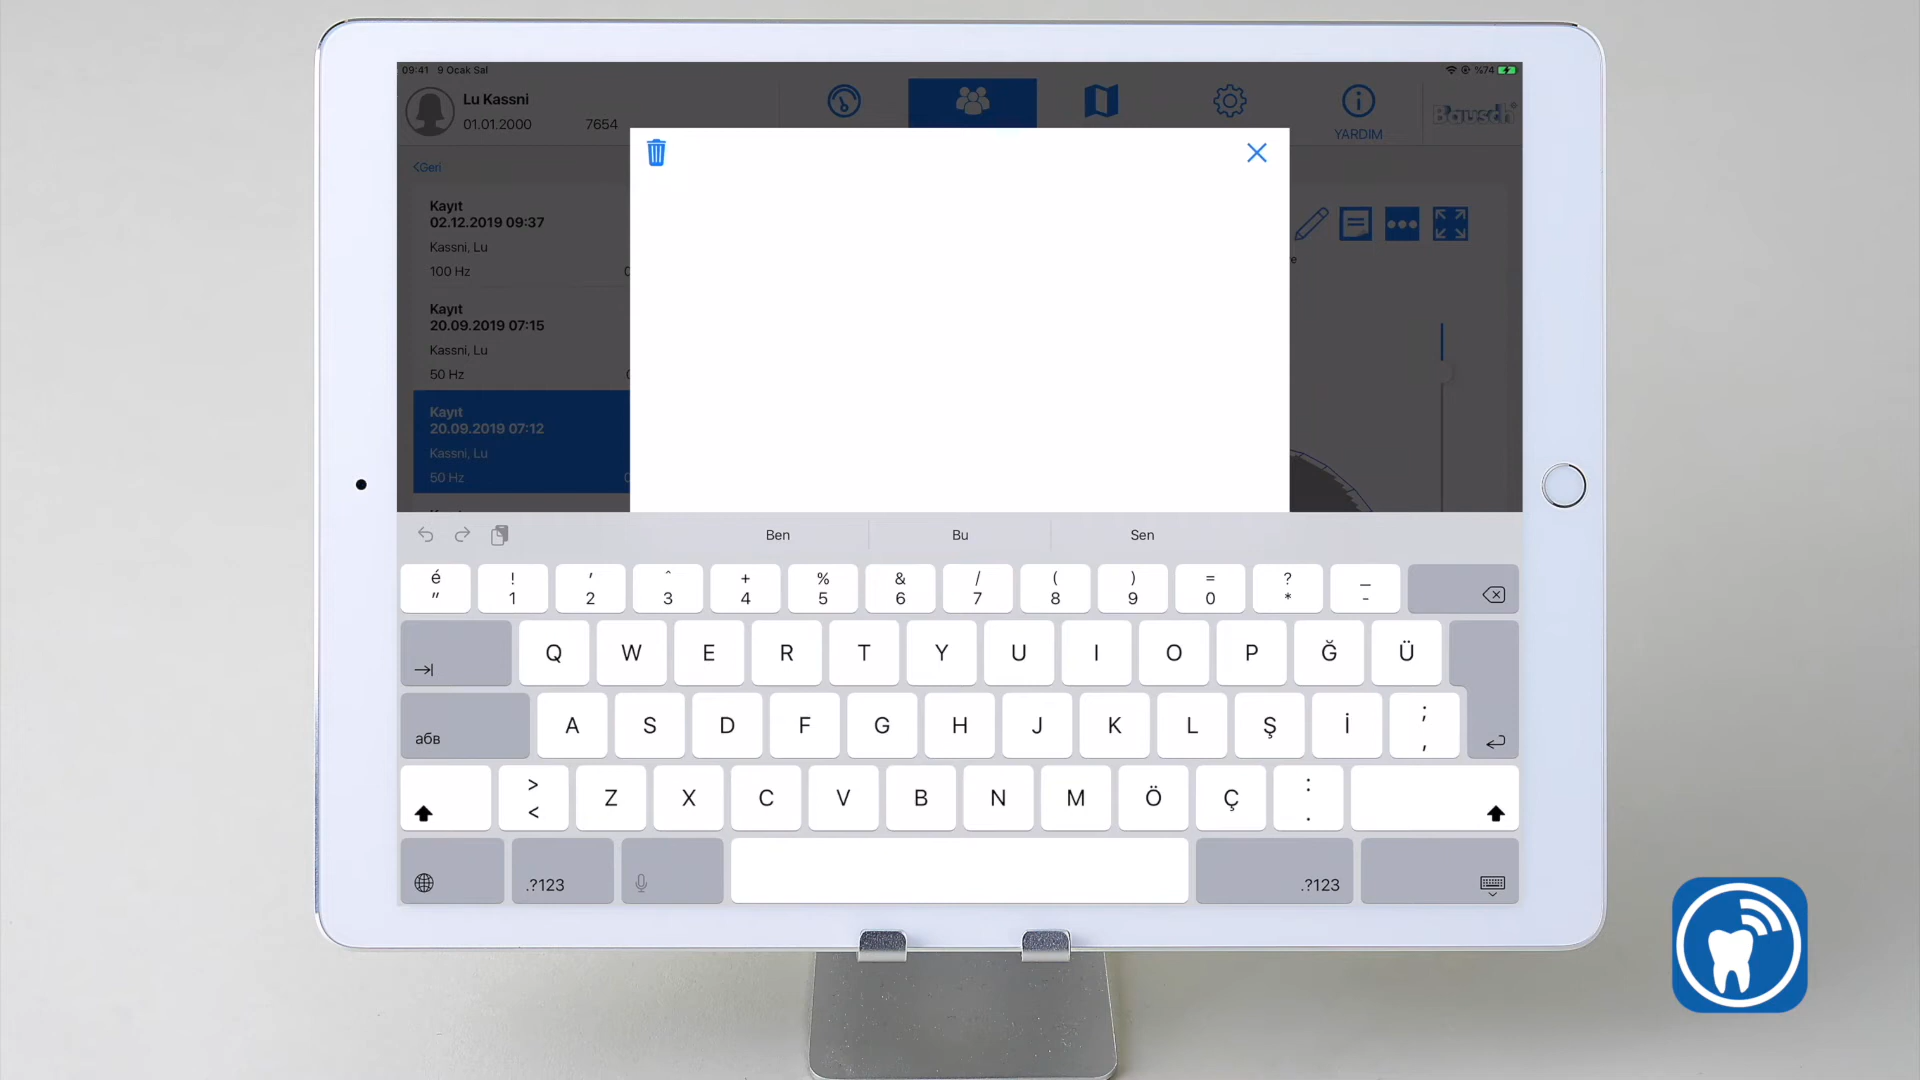 09:41 9 Ocak Sal
%74
Lu Kassni
01.01.2000 7654
YARDIM
Bausch
<Geri
Kayıt
02.12.2019 09:37
Kassni, Lu
100 Hz
Kayıt
20.09.2019 07:15
Kassni, Lu
50 Hz
Kayıt
20.09.2019 07:12
Kassni, Lu
50 Hz
Ben Bu Sen
é ! ' ^ + % & / ( ) = ? _
" 1 2 3 4 5 6 7 8 9 0 * -
Q W E R T Y U I O P Ğ Ü
абв A S D F G H J K L Ş İ ; ,
> < Z X C V B N M Ö Ç : .
.?123 .?123